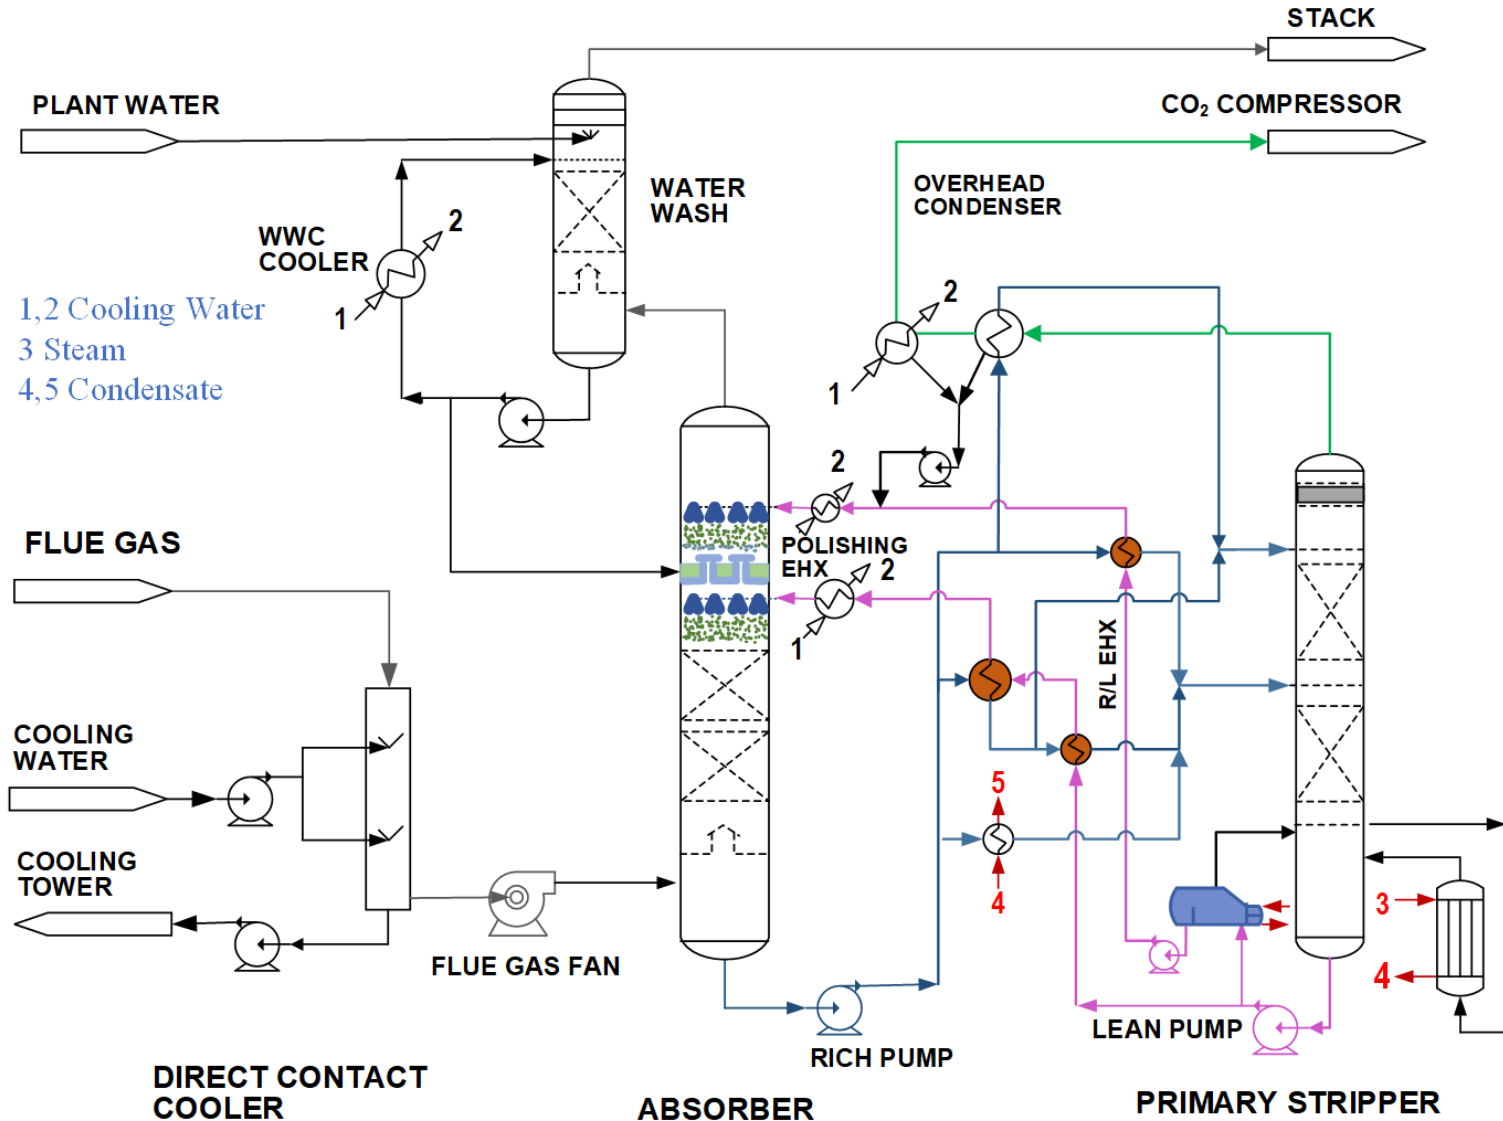 STACK
PLANT WATER
CO₂ COMPRESSOR
OVERHEAD
CONDENSER
WATER
WASH
WWC
COOLER
2
1
1,2 Cooling Water
3 Steam
4,5 Condensate
2
1
2
POLISHING
EHX
2
1
FLUE GAS
R/L EHX
COOLING
WATER
5
4
COOLING
TOWER
3
4
FLUE GAS FAN
LEAN PUMP
RICH PUMP
DIRECT CONTACT
COOLER
ABSORBER
PRIMARY STRIPPER